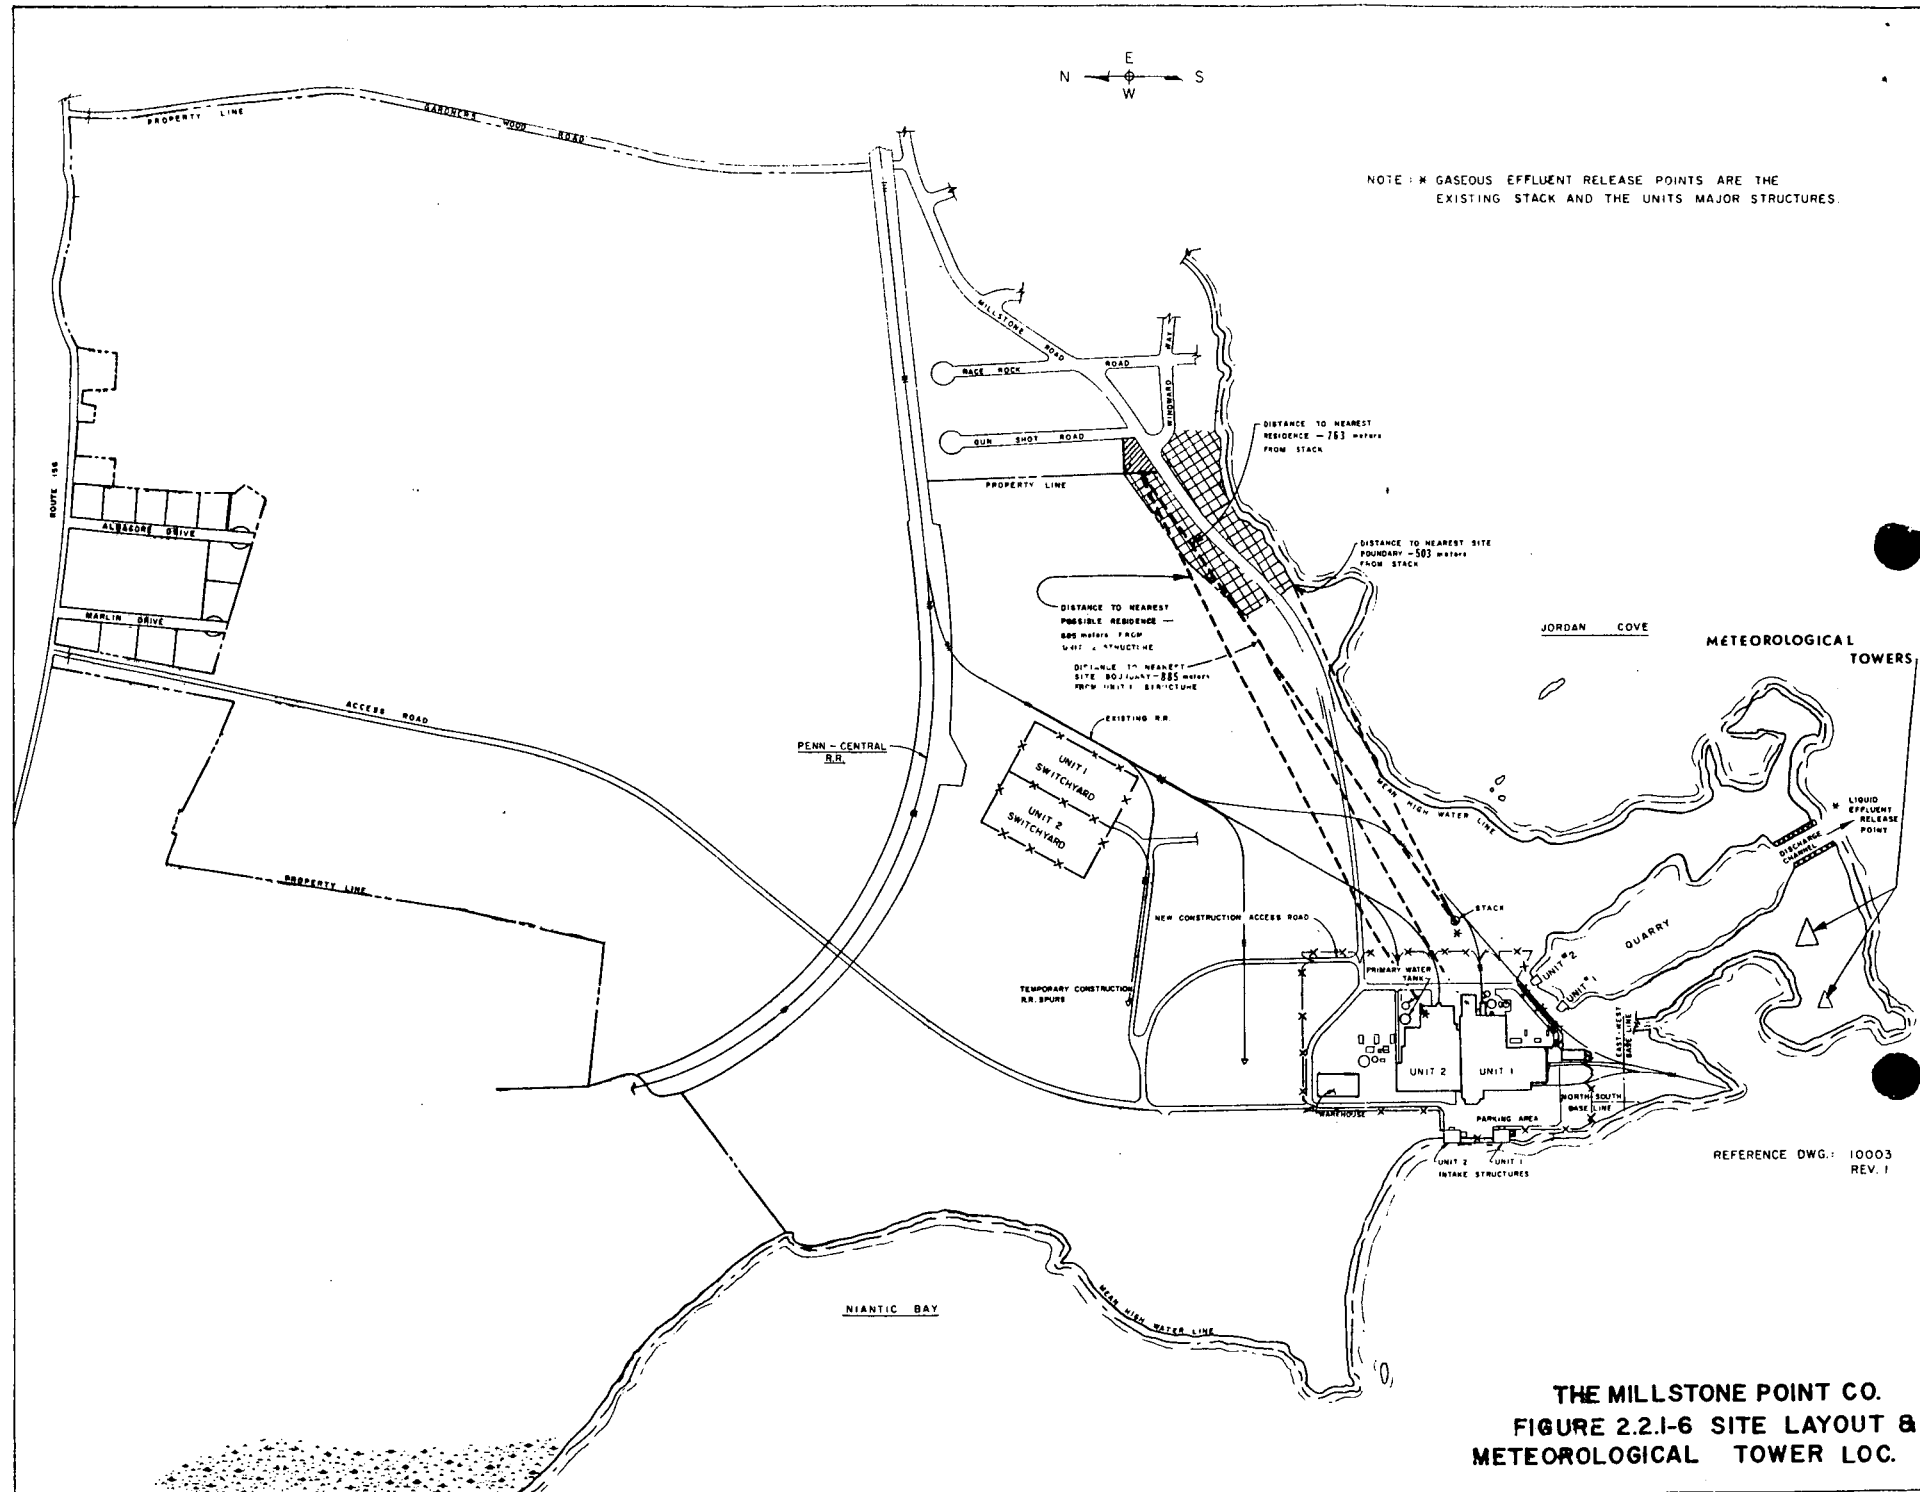 E
N S
W
NOTE : * GASEOUS EFFLUENT RELEASE POINTS ARE THE
EXISTING STACK AND THE UNITS MAJOR STRUCTURES.
PROPERTY LINE
GARDNERS WOOD ROAD
MILLSTONE ROAD
RACE ROCK ROAD
WINDWARD WAY
GUN SHOT ROAD
PROPERTY LINE
DISTANCE TO NEAREST
RESIDENCE — 763 meters
FROM STACK
ROUTE 156
ALBACORE DRIVE
MARLIN DRIVE
DISTANCE TO NEAREST SITE
BOUNDARY — 503 meters
FROM STACK
DISTANCE TO NEAREST
POSSIBLE RESIDENCE —
meters FROM
UNIT 2 STRUCTURE
DISTANCE TO NEAREST
SITE BOUNDARY — 885 meters
FROM UNIT 1 STRUCTURE
JORDAN COVE
METEOROLOGICAL
TOWERS
ACCESS ROAD
EXISTING R.R.
PENN - CENTRAL
R.R.
UNIT 1
SWITCHYARD
UNIT 2
SWITCHYARD
MEAN HIGH WATER LINE
* LIQUID
EFFLUENT
RELEASE
POINT
DISCHARGE
CHANNEL
PROPERTY LINE
NEW CONSTRUCTION ACCESS ROAD
STACK
*
QUARRY
PRIMARY WATER
TANK
UNIT #2
UNIT #1
TEMPORARY CONSTRUCTION
R.R. SPURS
EAST-WEST
BASE LINE
UNIT 2
UNIT 1
NORTH-SOUTH
BASE LINE
WAREHOUSE
PARKING AREA
UNIT 2 UNIT 1
INTAKE STRUCTURES
REFERENCE DWG.: 10003
REV. 1
NIANTIC BAY
MEAN HIGH WATER LINE
THE MILLSTONE POINT CO.
FIGURE 2.2.1-6 SITE LAYOUT &
METEOROLOGICAL TOWER LOC.